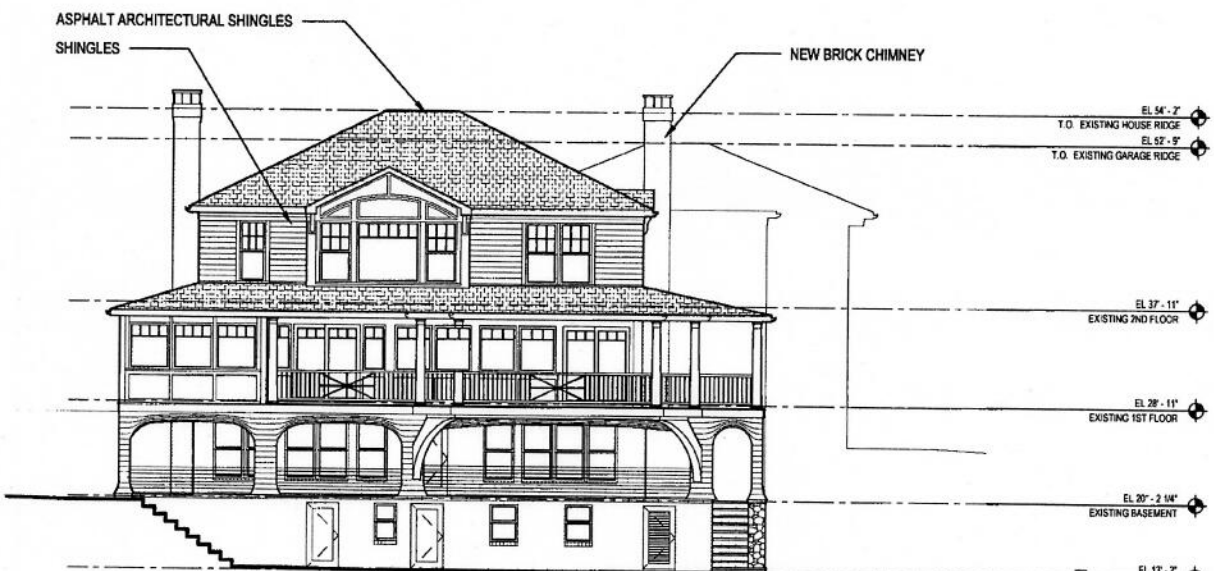 ASPHALT ARCHITECTURAL SHINGLES
SHINGLES
NEW BRICK CHIMNEY
EL 54' - 2"
T.O. EXISTING HOUSE RIDGE
EL 52' - 9"
T.O. EXISTING GARAGE RIDGE
EL 37' - 11"
EXISTING 2ND FLOOR
EL 28' - 11"
EXISTING 1ST FLOOR
EL 20' - 2 1/4"
EXISTING BASEMENT